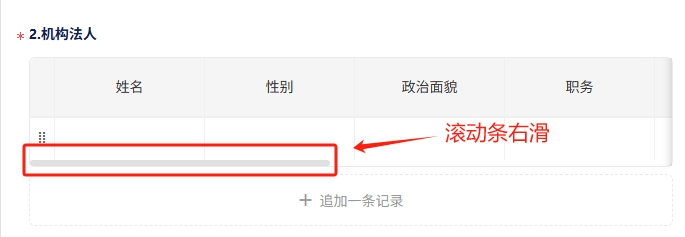 * 2.机构法人
姓名 性别 政治面貌 职务
滚动条右滑
+ 追加一条记录